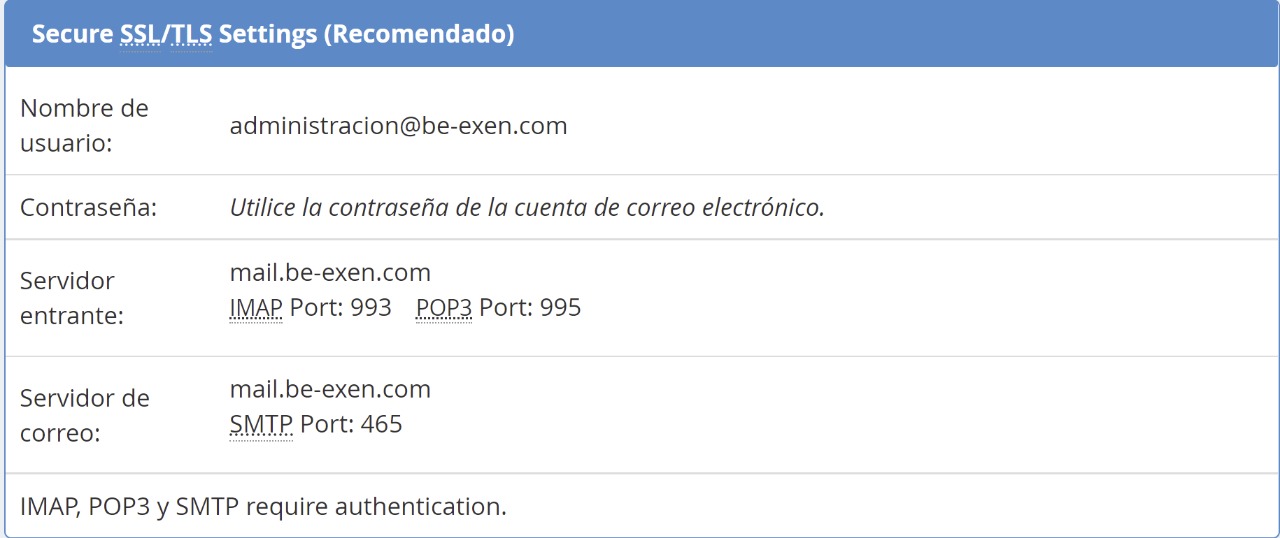 Secure SSL/TLS Settings (Recomendado)
Nombre de
usuario:
administracion@be-exen.com
Contraseña:
Utilice la contraseña de la cuenta de correo electrónico.
Servidor
entrante:
mail.be-exen.com
IMAP Port: 993 POP3 Port: 995
Servidor de
correo:
mail.be-exen.com
SMTP Port: 465
IMAP, POP3 y SMTP require authentication.